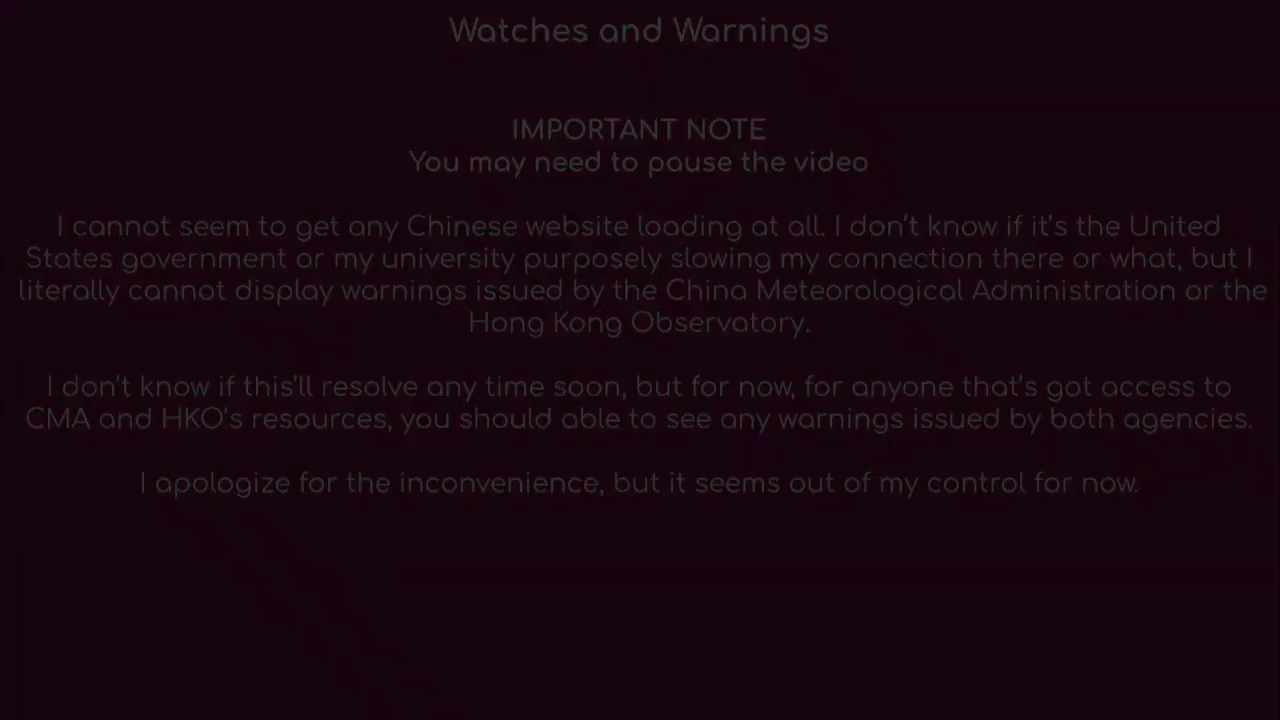 Watches and Warnings
IMPORTANT NOTE
You may need to pause the video
I cannot seem to get any Chinese website loading at all. I don't know if it's the United
States government or my university purposely slowing my connection there or what, but I
literally cannot display warnings issued by the China Meteorological Administration or the
Hong Kong Observatory.
I don't know if this'll resolve any time soon, but for now, for anyone that's got access to
CMA and HKO's resources, you should able to see any warnings issued by both agencies.
I apologize for the inconvenience, but it seems out of my control for now.